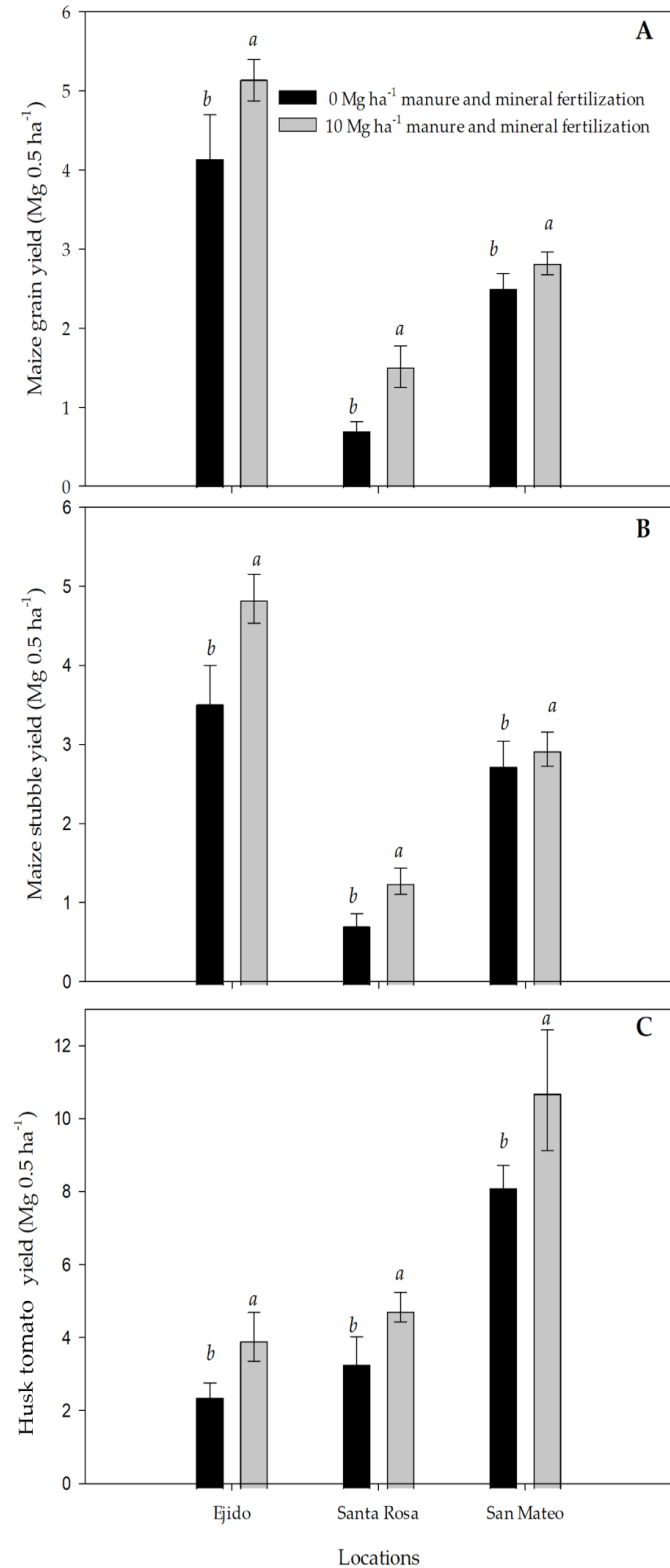 A
Maize grain yield (Mg 0.5 ha⁻¹)
6
5
4
3
2
1
0
0 Mg ha⁻¹ manure and mineral fertilization
10 Mg ha⁻¹ manure and mineral fertilization
b
a
b
a
b
a
B
Maize stubble yield (Mg 0.5 ha⁻¹)
6
5
4
3
2
1
0
b
a
b
a
b
a
C
Husk tomato yield (Mg 0.5 ha⁻¹)
12
10
8
6
4
2
0
b
a
b
a
b
a
Ejido Santa Rosa San Mateo
Locations